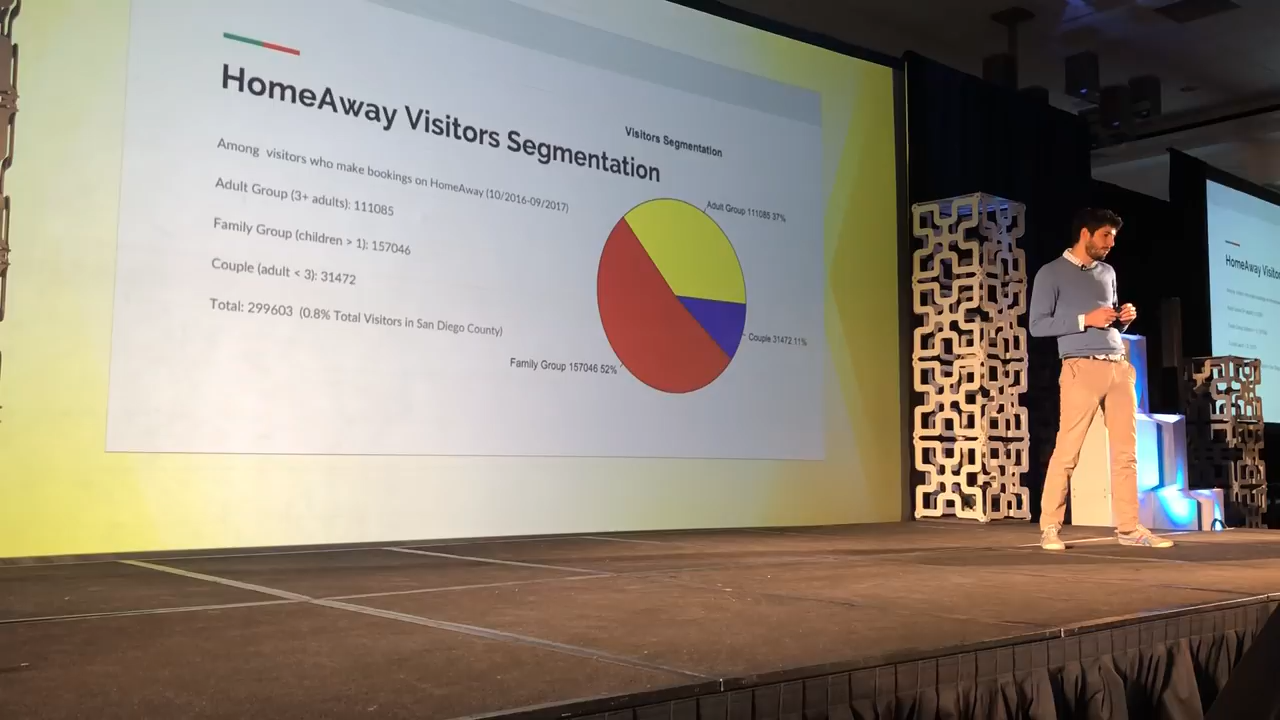 HomeAway Visitors Segmentation
Among visitors who make bookings on HomeAway (10/2016-09/2017)
Adult Group (3+ adults): 111085
Family Group (children > 1): 157046
Couple (adult < 3): 31472
Total: 299603 (0.8% Total Visitors in San Diego County)
Visitors Segmentation
Adult Group 111085 37%
Couple 31472 11%
Family Group 157046 52%
HomeAway Visito